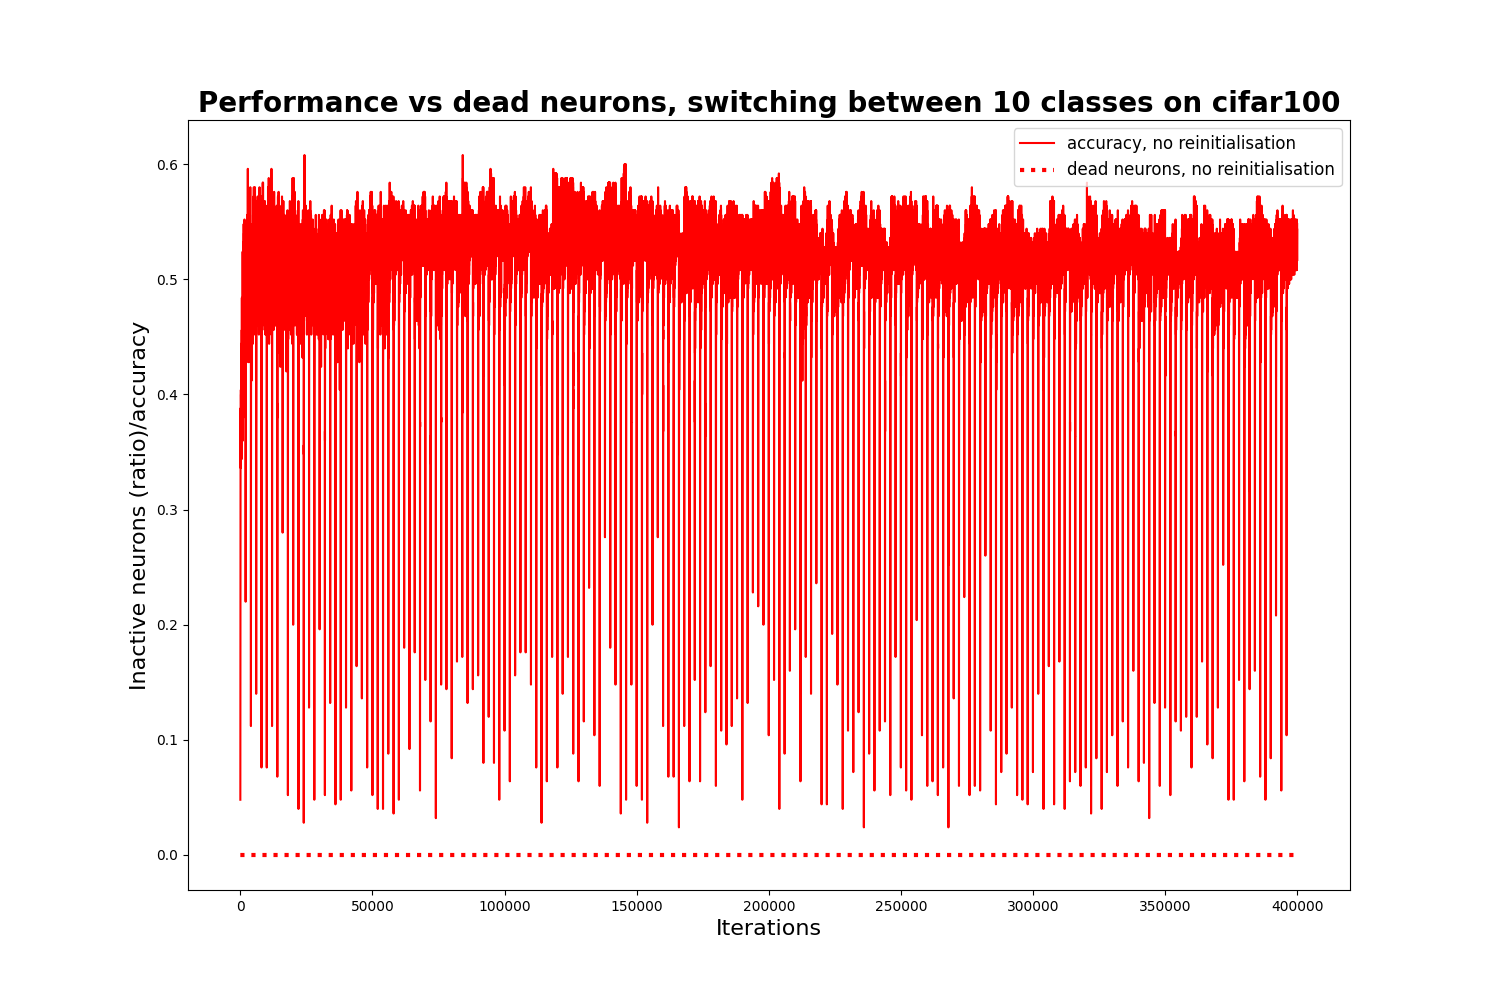 Performance vs dead neurons, switching between 10 classes on cifar100
accuracy, no reinitialisation
dead neurons, no reinitialisation
Inactive neurons (ratio)/accuracy
0.6
0.5
0.4
0.3
0.2
0.1
0.0
0 50000 100000 150000 200000 250000 300000 350000 400000
Iterations